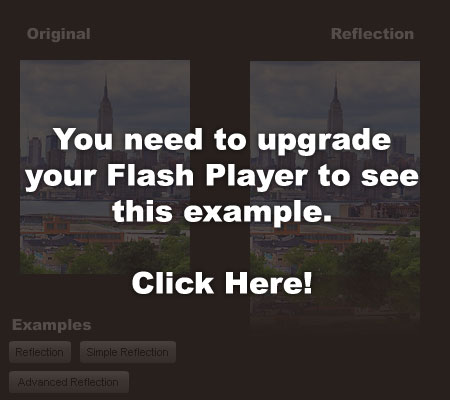 Original
Reflection
You need to upgrade
your Flash Player to see
this example.
Click Here!
Examples
Reflection
Simple Reflection
Advanced Reflection